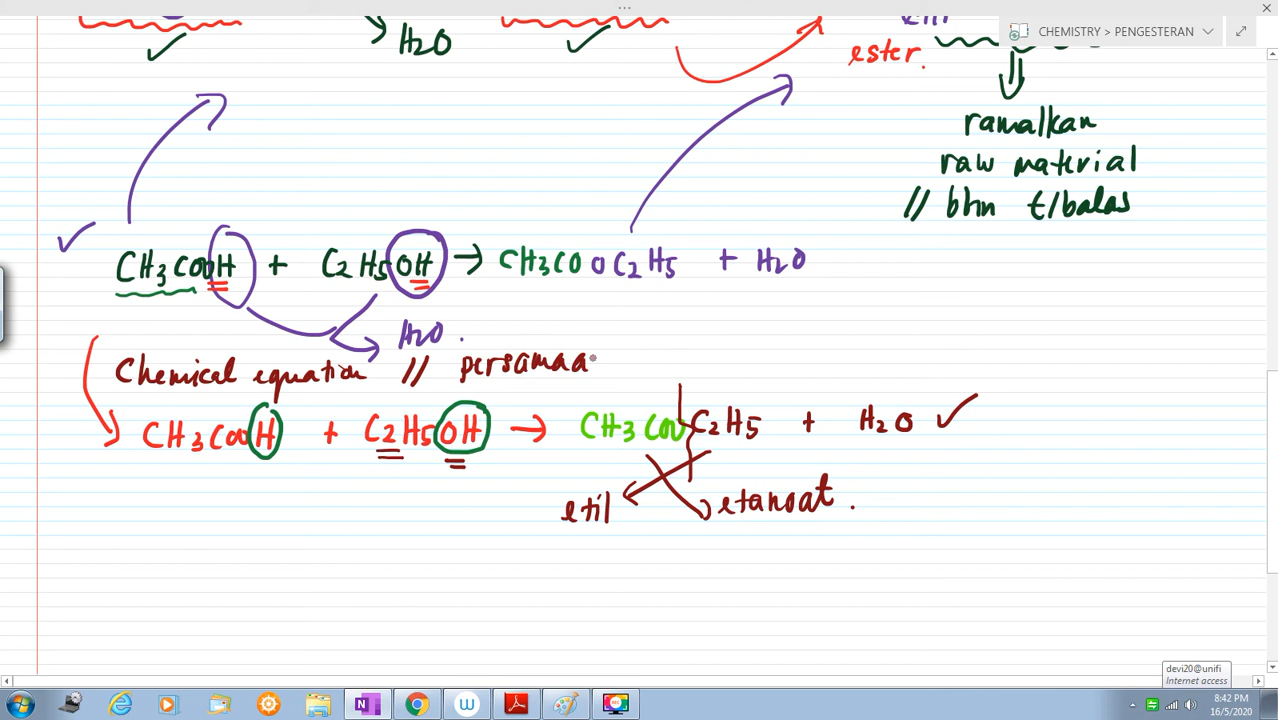 CHEMISTRY > PENGESTERAN
H2O
ester.
ramalkan
raw material
// bhn t/balas
CH3COOH + C2H5OH → CH3COOC2H5 + H2O
H2O.
Chemical equation // persamaa
CH3COOH + C2H5OH → CH3COOC2H5 + H2O ✓
etil etanoat.
devi20@unifi
Internet access
8:42 PM
16/5/2020